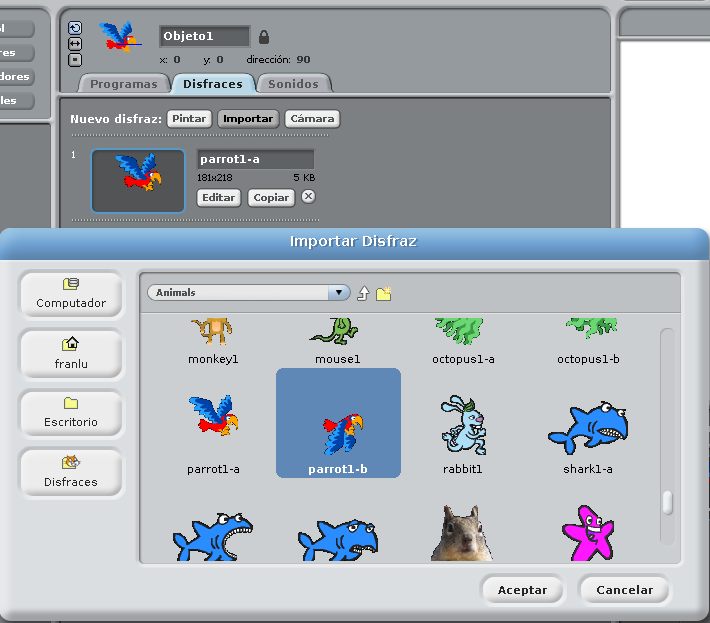 l
Objeto1
res
x: 0 y: 0 dirección: 90
dores
Programas Disfraces Sonidos
les
Nuevo disfraz: Pintar Importar Cámara
1
parrot1-a
181x218 5 KB
Editar Copiar
Importar Disfraz
Computador
Animals
franlu
monkey1 mouse1 octopus1-a octopus1-b
Escritorio
parrot1-a parrot1-b rabbit1 shark1-a
Disfraces
Aceptar Cancelar